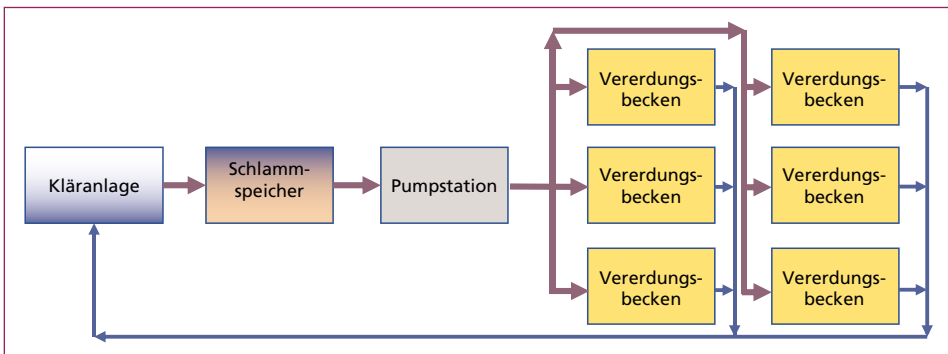 Kläranlage
Schlamm-
speicher
Pumpstation
Vererdungs-
becken
Vererdungs-
becken
Vererdungs-
becken
Vererdungs-
becken
Vererdungs-
becken
Vererdungs-
becken